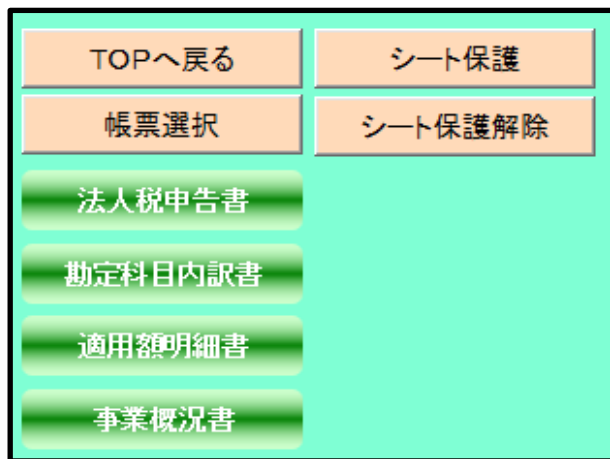 TOPへ戻る
シート保護
帳票選択
シート保護解除
法人税申告書
勘定科目内訳書
適用額明細書
事業概況書